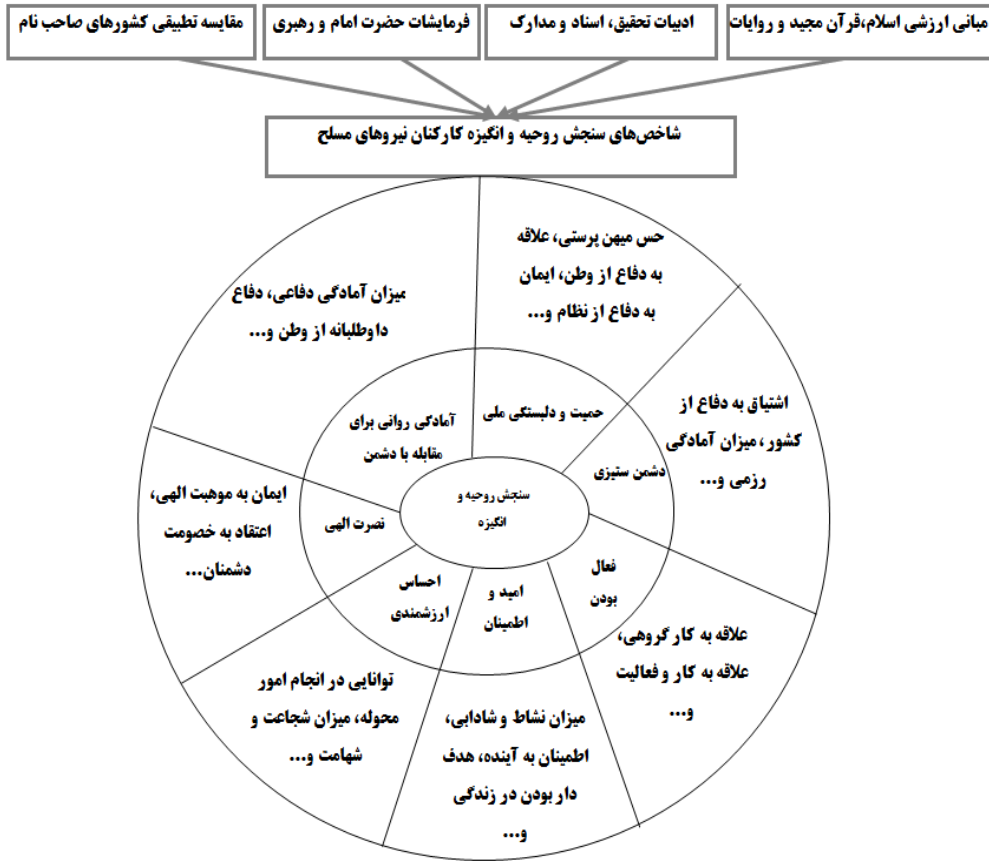 مبانی ارزشی اسلام،قرآن مجید و روایات
ادبیات تحقیق، اسناد و مدارک
فرمایشات حضرت امام و رهبری
مقایسه تطبیقی کشورهای صاحب نام
شاخص‌های سنجش روحیه و انگیزه کارکنان نیروهای مسلح
حس میهن پرستی، علاقه
به دفاع از وطن، ایمان
به دفاع از نظام و...
میزان آمادگی دفاعی، دفاع
داوطلبانه از وطن و...
اشتیاق به دفاع از
کشور، میزان آمادگی
رزمی و...
حمیت و دلبستگی ملی
آمادگی روانی برای
مقابله با دشمن
دشمن ستیزی
سنجش روحیه و
انگیزه
نصرت الهی
ایمان به موهبت الهی،
اعتقاد به خصومت
دشمنان...
فعال
بودن
امید و
اطمینان
احساس
ارزشمندی
علاقه به کار گروهی،
علاقه به کار و فعالیت
و...
میزان نشاط و شادابی،
اطمینان به آینده، هدف
دار بودن در زندگی
و...
توانایی در انجام امور
محوله، میزان شجاعت و
شهامت و...